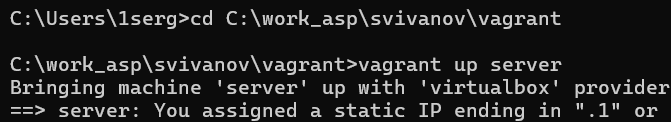 C:\Users\1serg>cd C:\work_asp\svivanov\vagrant
C:\work_asp\svivanov\vagrant>vagrant up server
Bringing machine 'server' up with 'virtualbox' provider
==> server: You assigned a static IP ending in ".1" or